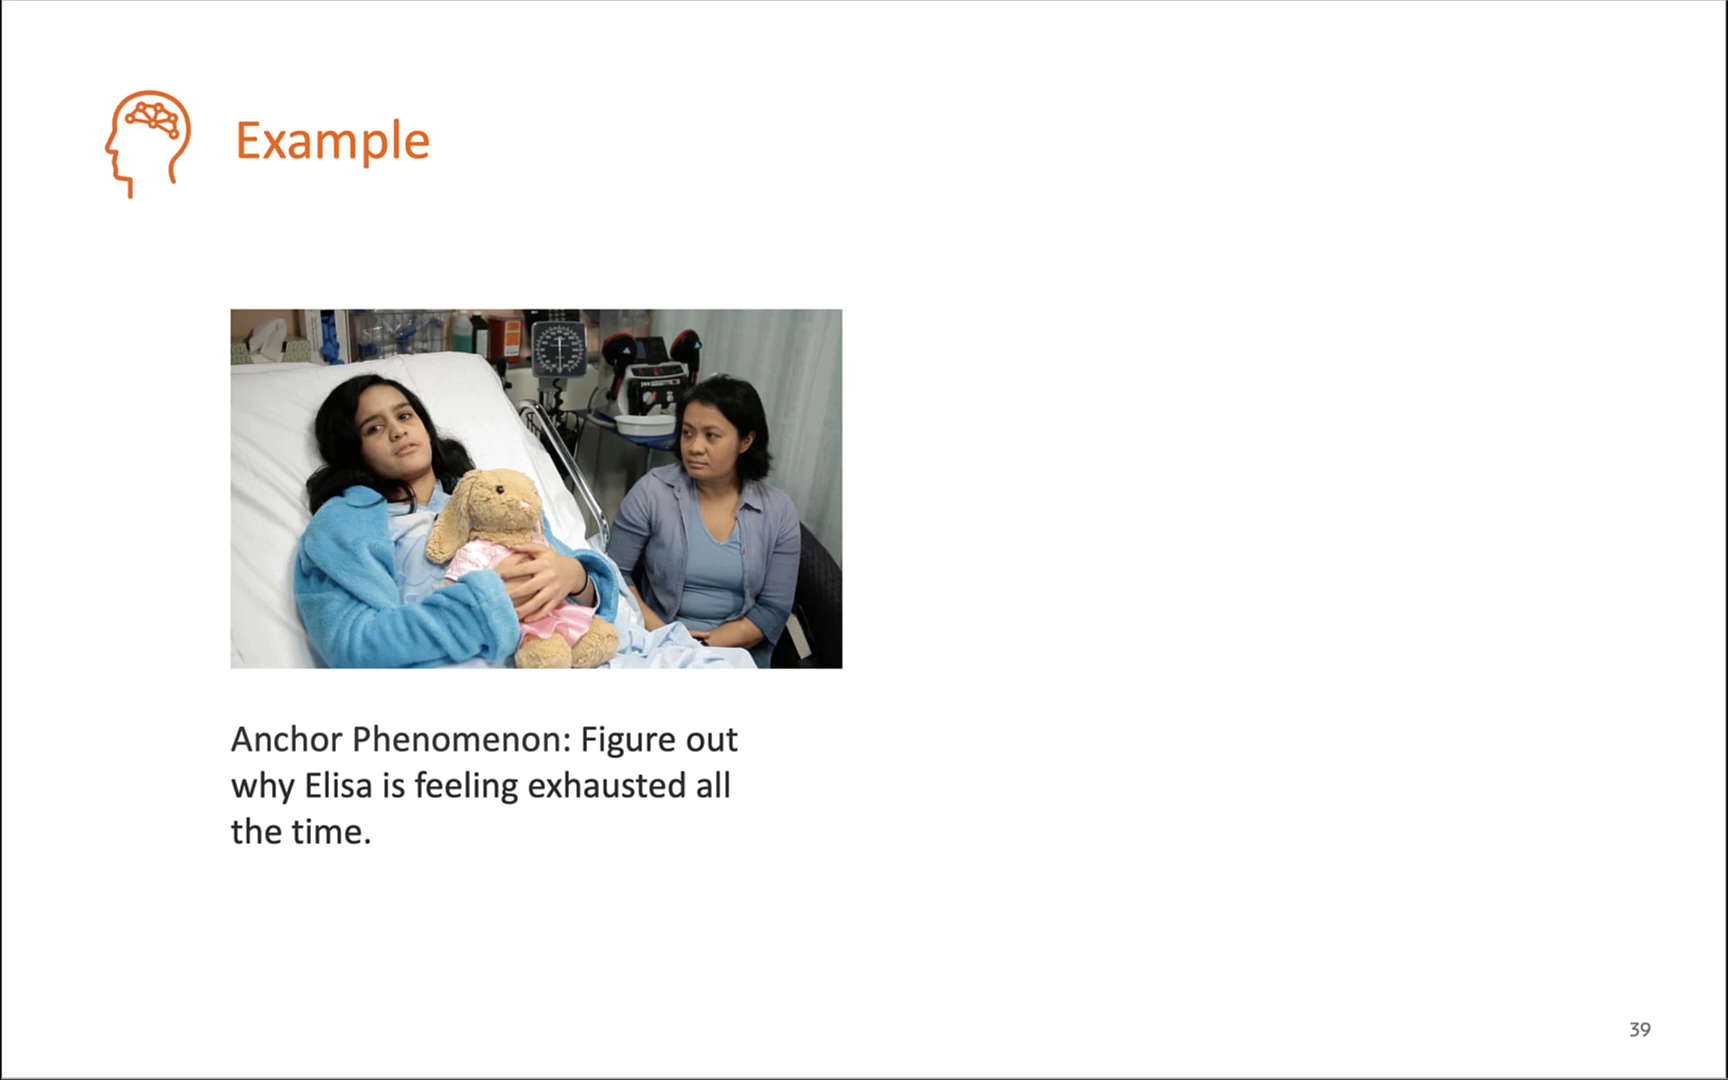 Example
Anchor Phenomenon: Figure out
why Elisa is feeling exhausted all
the time.
39